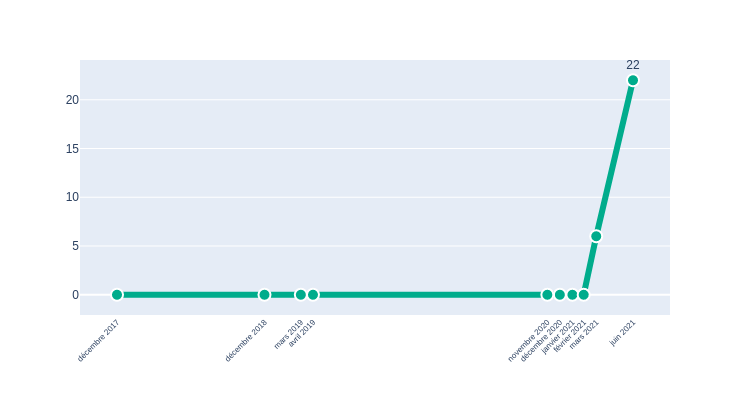 22
20
15
10
5
0
décembre 2017
décembre 2018
mars 2019
avril 2019
novembre 2020
décembre 2020
janvier 2021
février 2021
mars 2021
juin 2021